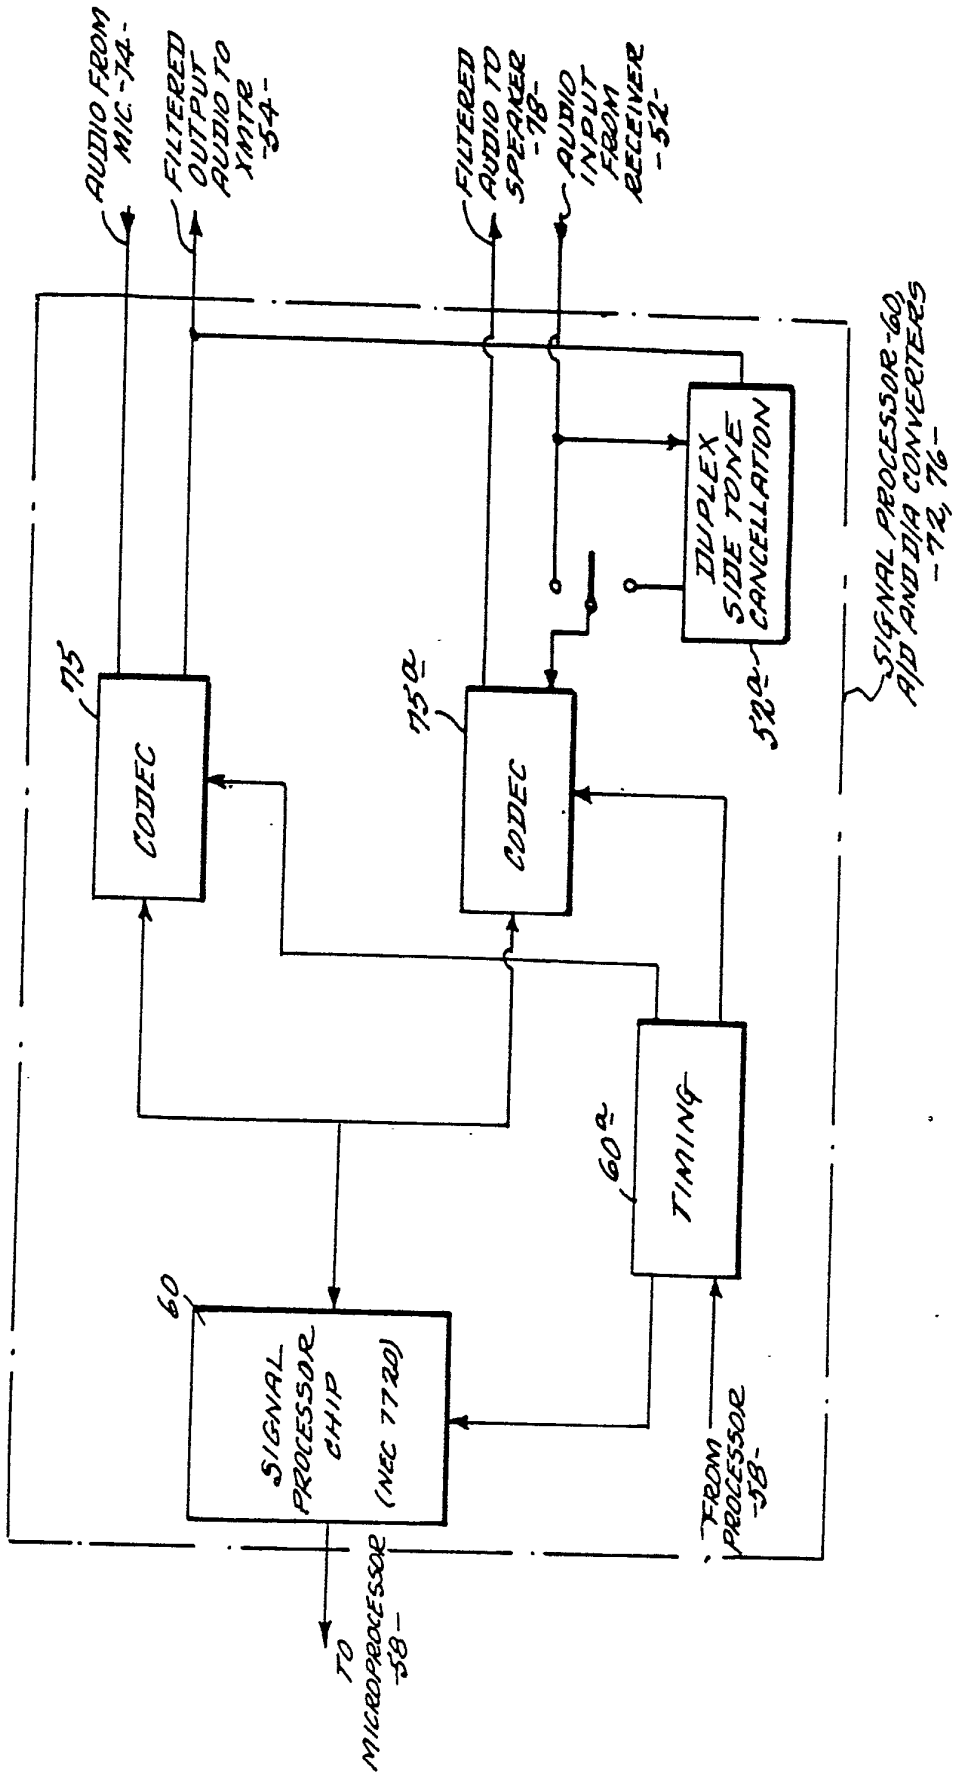 AUDIO FROM
MIC.-74-
FILTERED
OUTPUT
AUDIO TO
XMTR
-54-
FILTERED
AUDIO TO
SPEAKER
-78-
AUDIO
INPUT
FROM
RECEIVER
-52-
75
CODEC
75a
CODEC
DUPLEX
SIDE TONE
CANCELLATION
52a
SIGNAL PROCESSOR-60,
A/D AND D/A CONVERTERS
-72, 76-
60
SIGNAL
PROCESSOR
CHIP
(NEC 7720)
60a
TIMING
TO
MICROPROCESSOR
-58-
FROM
PROCESSOR
-58-